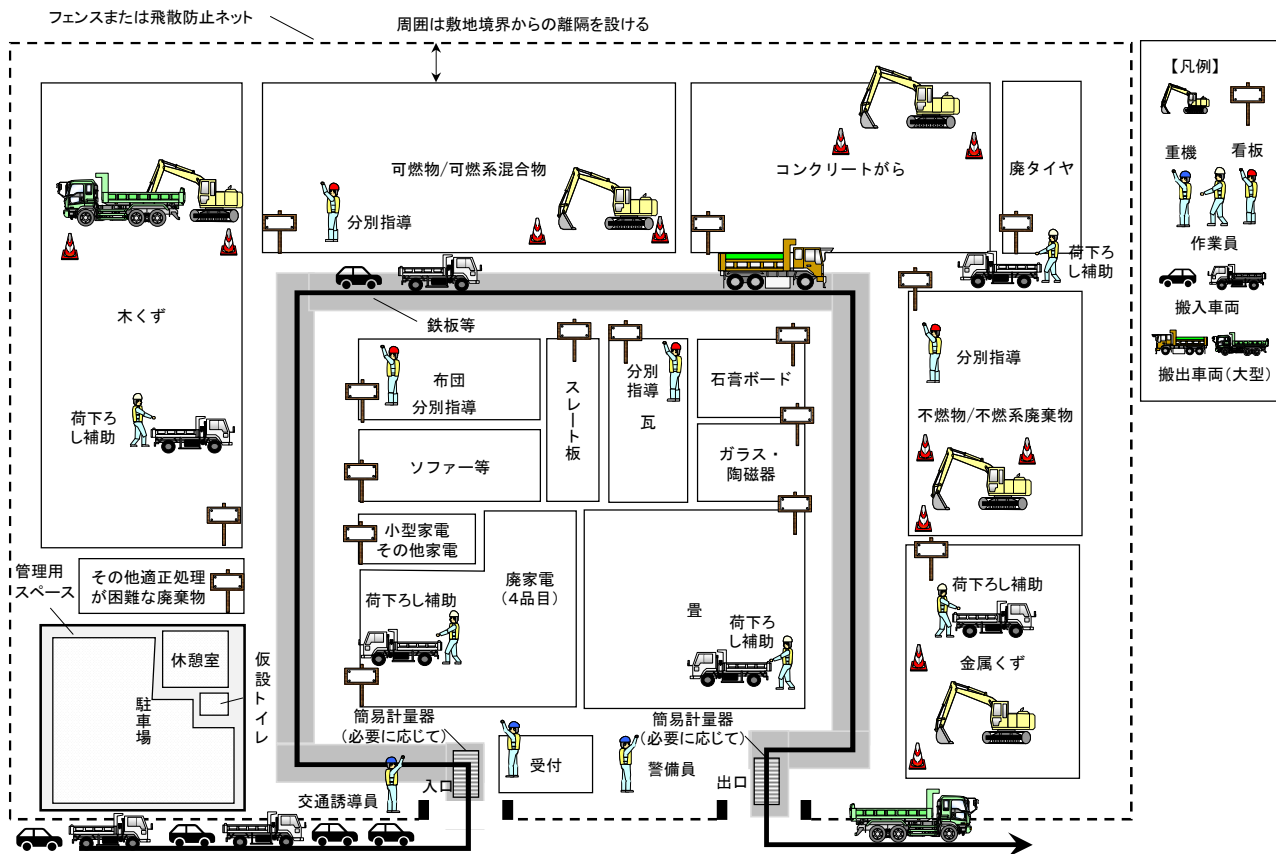 フェンスまたは飛散防止ネット
周囲は敷地境界からの離隔を設ける
【凡例】
重機
看板
作業員
搬入車両
搬出車両(大型)
可燃物/可燃系混合物
分別指導
コンクリートがら
廃タイヤ
荷下ろ
し補助
木くず
荷下ろ
し補助
鉄板等
布団
分別指導
スレート板
分別
指導
瓦
石膏ボード
分別指導
ソファー等
ガラス・
陶磁器
不燃物/不燃系廃棄物
小型家電
その他家電
廃家電
(4品目)
荷下ろし補助
畳
荷下ろ
し補助
荷下ろし補助
金属くず
管理用
スペース
その他適正処理
が困難な廃棄物
休憩室
仮設トイレ
駐車場
簡易計量器
(必要に応じて)
簡易計量器
(必要に応じて)
入口
受付
警備員
出口
交通誘導員